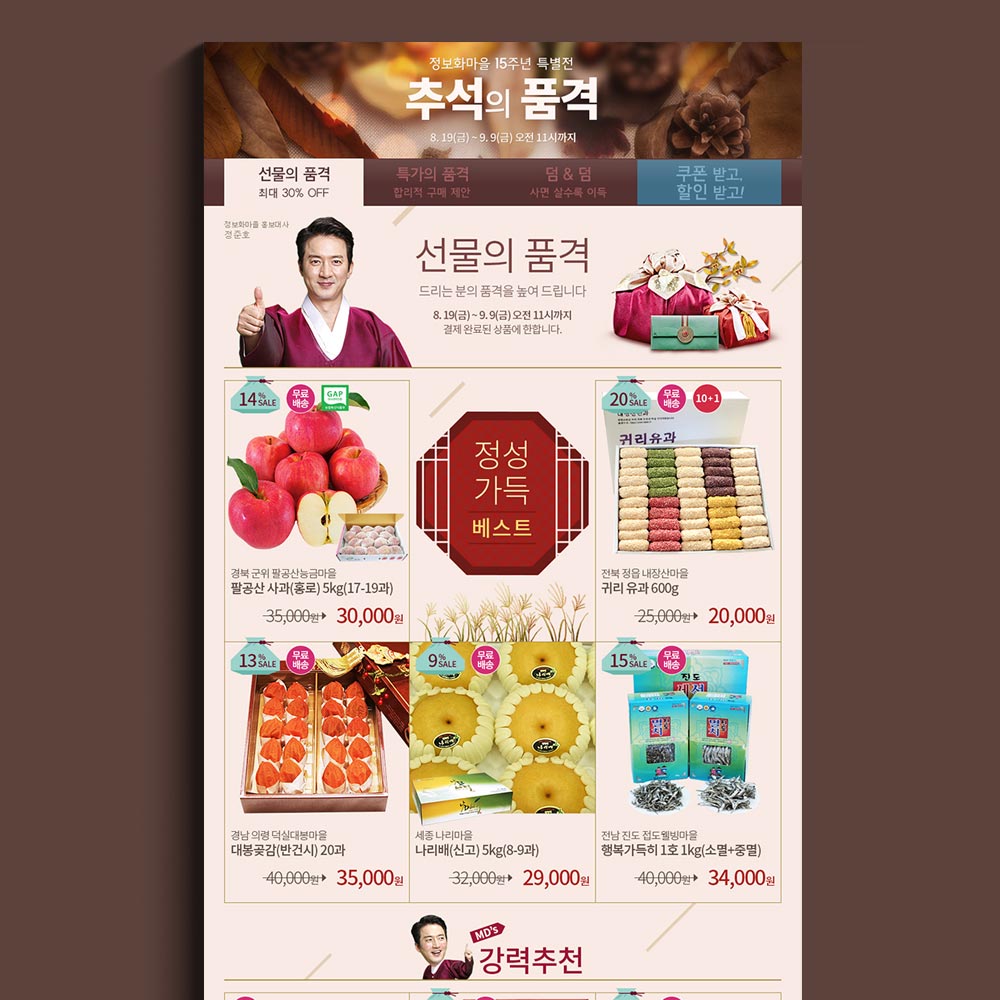 정보화마을 15주년 특별전
추석의 품격
8. 19(금) ~ 9. 9(금) 오전 11시까지
선물의 품격
최대 30% OFF
특가의 품격
합리적 구매 제안
덤 & 덤
사면 살수록 이득
쿠폰 받고,
할인 받고!
정보화마을 홍보대사
정준호
선물의 품격
드리는 분의 품격을 높여 드립니다
8. 19(금) ~ 9. 9(금) 오전 11시까지
결제 완료된 상품에 한합니다.
14% SALE
무료
배송
GAP
경북 군위 팔공산능금마을
팔공산 사과(홍로) 5kg(17-19과)
35,000원 30,000원
정성
가득
베스트
20% SALE
무료
배송
10+1
귀리유과
전북 정읍 내장산마을
귀리 유과 600g
25,000원 20,000원
13% SALE
무료
배송
경남 의령 덕실대봉마을
대봉곶감(반건시) 20과
40,000원 35,000원
9% SALE
무료
배송
세종 나리마을
나리배(신고) 5kg(8-9과)
32,000원 29,000원
15% SALE
무료
배송
진도
전남 진도 접도웰빙마을
행복가득히 1호 1kg(소멸+중멸)
40,000원 34,000원
MD's
강력추천